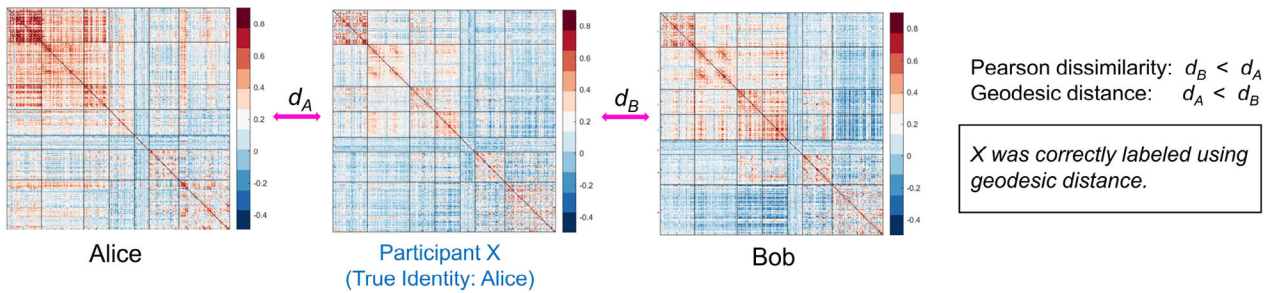 0.8
0.6
0.4
0.2
0
-0.2
-0.4
d_A
0.8
0.6
0.4
0.2
0
-0.2
-0.4
d_B
0.8
0.6
0.4
0.2
0
-0.2
-0.4
Alice
Participant X
(True Identity: Alice)
Bob
Pearson dissimilarity: d_B < d_A
Geodesic distance: d_A < d_B
X was correctly labeled using
geodesic distance.